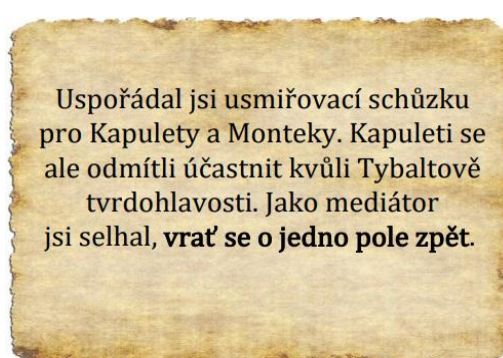 Uspořádal jsi usmiřovací schůzku
pro Kapulety a Monteky. Kapuleti se
ale odmítli účastnit kvůli Tybaltově
tvrdohlavosti. Jako mediátor
jsi selhal, vrať se o jedno pole zpět.